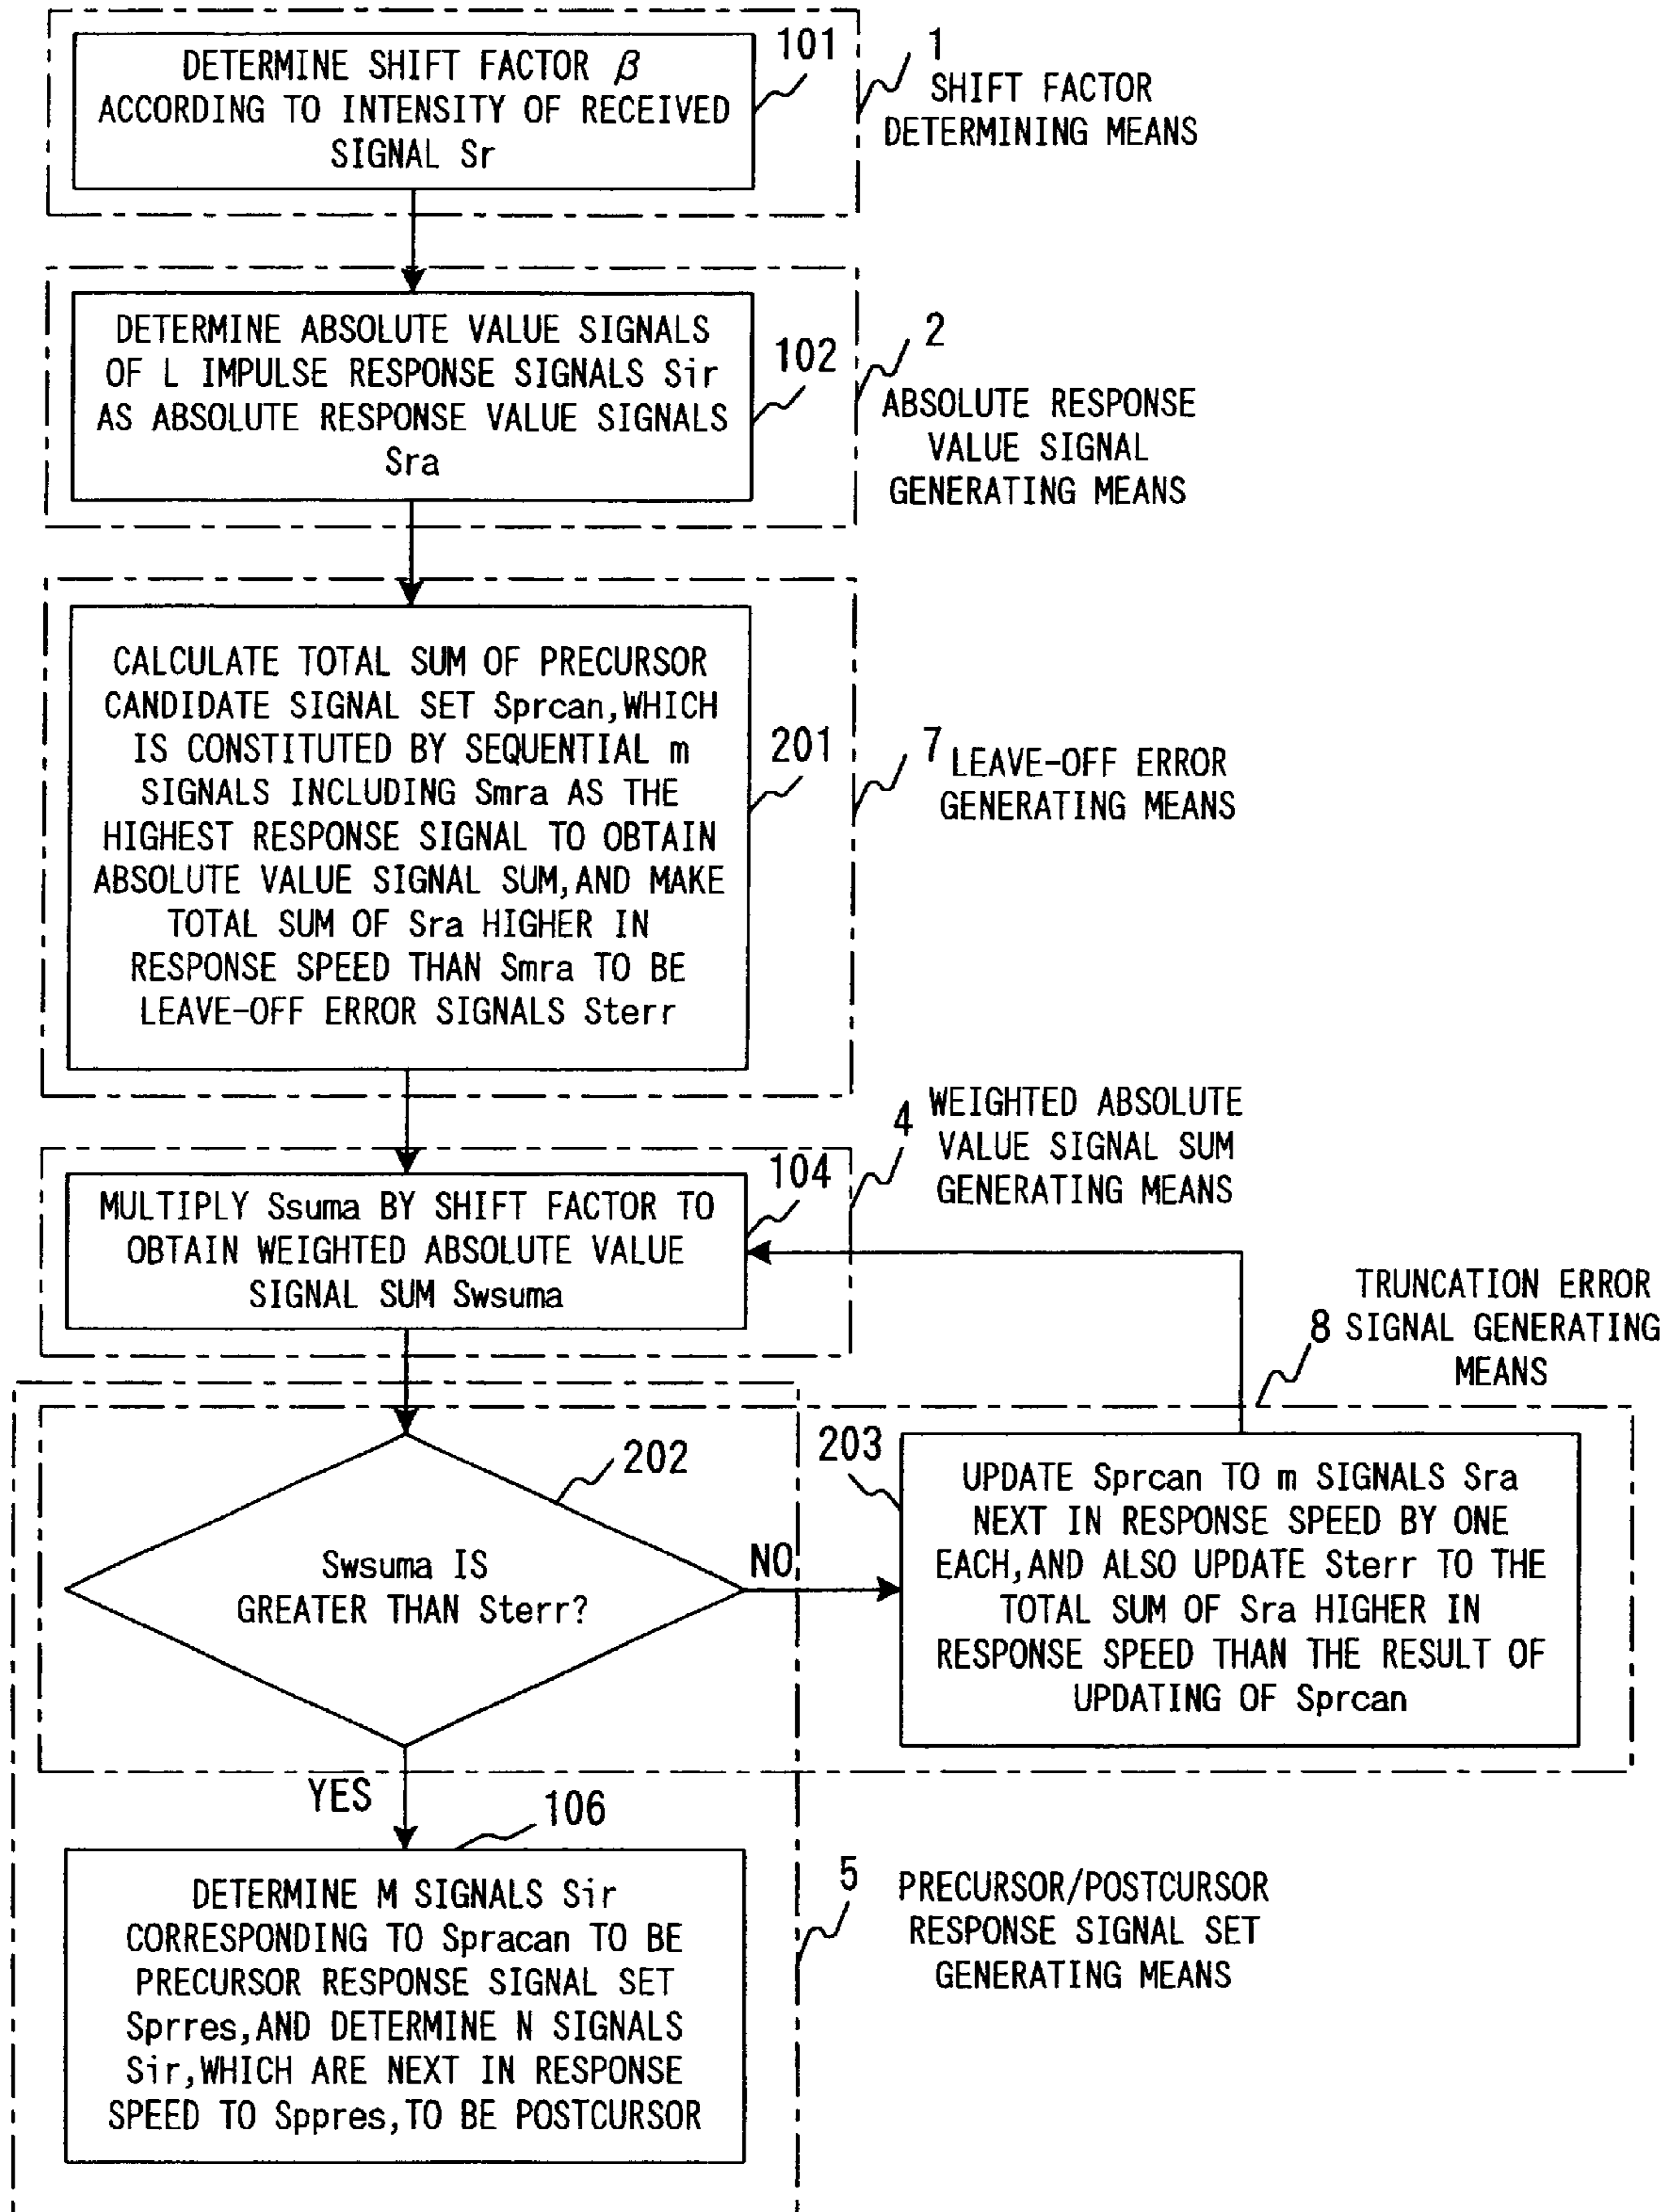 101
DETERMINE SHIFT FACTOR β
ACCORDING TO INTENSITY OF RECEIVED
SIGNAL Sr
1
SHIFT FACTOR
DETERMINING MEANS
DETERMINE ABSOLUTE VALUE SIGNALS
OF L IMPULSE RESPONSE SIGNALS Sir
AS ABSOLUTE RESPONSE VALUE SIGNALS
Sra
102
2
ABSOLUTE RESPONSE
VALUE SIGNAL
GENERATING MEANS
CALCULATE TOTAL SUM OF PRECURSOR
CANDIDATE SIGNAL SET Sprcan,WHICH
IS CONSTITUTED BY SEQUENTIAL m
SIGNALS INCLUDING Smra AS THE
HIGHEST RESPONSE SIGNAL TO OBTAIN
ABSOLUTE VALUE SIGNAL SUM,AND MAKE
TOTAL SUM OF Sra HIGHER IN
RESPONSE SPEED THAN Smra TO BE
LEAVE-OFF ERROR SIGNALS Sterr
201
7
LEAVE-OFF ERROR
GENERATING MEANS
4
WEIGHTED ABSOLUTE
VALUE SIGNAL SUM
GENERATING MEANS
104
MULTIPLY Ssuma BY SHIFT FACTOR TO
OBTAIN WEIGHTED ABSOLUTE VALUE
SIGNAL SUM Swsuma
TRUNCATION ERROR
8 SIGNAL GENERATING
MEANS
202
Swsuma IS
GREATER THAN Sterr?
NO
203
UPDATE Sprcan TO m SIGNALS Sra
NEXT IN RESPONSE SPEED BY ONE
EACH,AND ALSO UPDATE Sterr TO THE
TOTAL SUM OF Sra HIGHER IN
RESPONSE SPEED THAN THE RESULT OF
UPDATING OF Sprcan
YES
106
DETERMINE M SIGNALS Sir
CORRESPONDING TO Spracan TO BE
PRECURSOR RESPONSE SIGNAL SET
Sprres,AND DETERMINE N SIGNALS
Sir,WHICH ARE NEXT IN RESPONSE
SPEED TO Sppres,TO BE POSTCURSOR
5
PRECURSOR/POSTCURSOR
RESPONSE SIGNAL SET
GENERATING MEANS